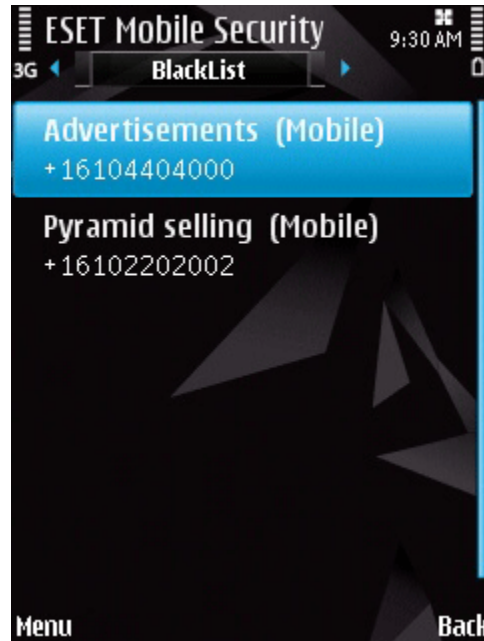 ESET Mobile Security
9:30 AM
3G
BlackList
Advertisements (Mobile)
+16104404000
Pyramid selling (Mobile)
+16102202002
Menu
Back